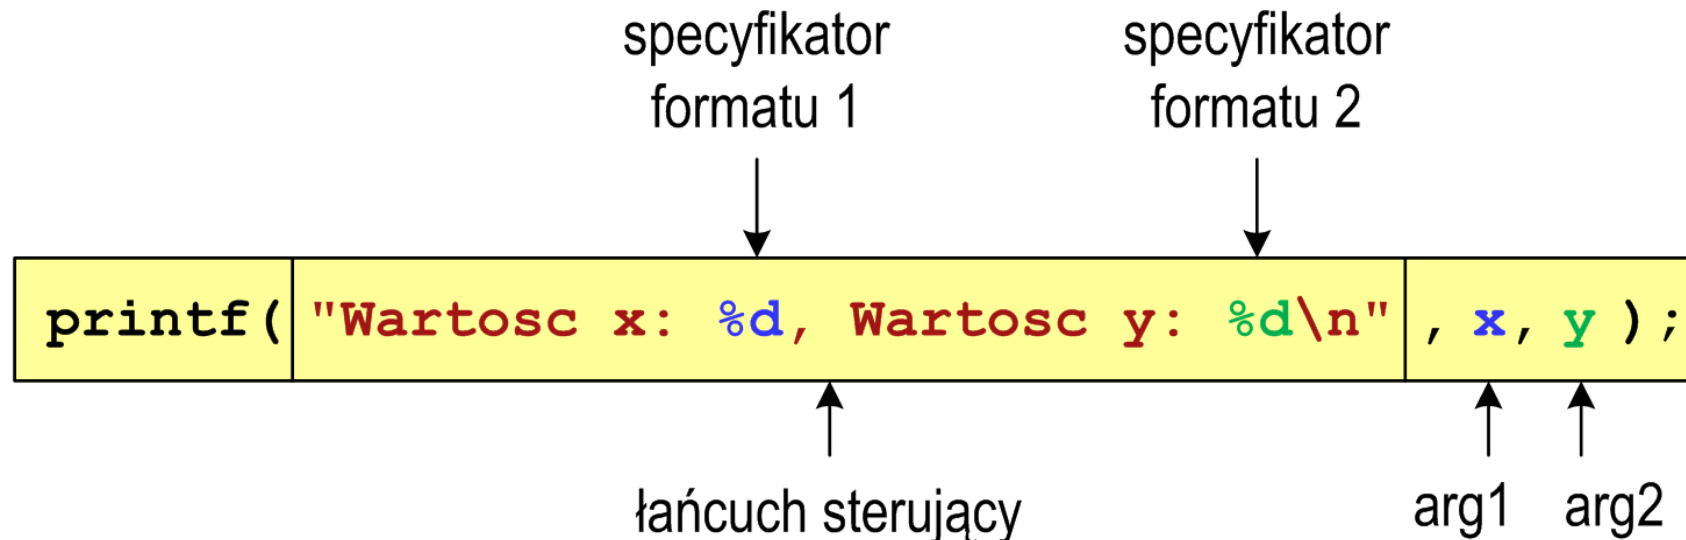 specyfikator specyfikator
formatu 1 formatu 2
printf( "Wartosc x: %d, Wartosc y: %d\n" , x, y );
łańcuch sterujący arg1 arg2